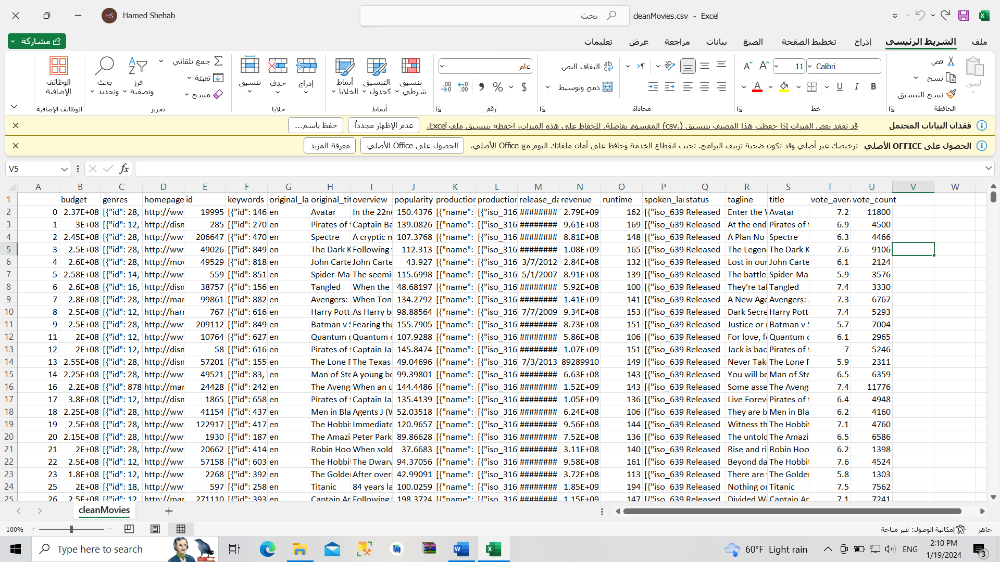 Hamed Shehab
HS
بحث
cleanMovies.csv - Excel
مشاركة
ملف
الشريط الرئيسي
إدراج
تخطيط الصفحة
الصيغ
بيانات
مراجعة
عرض
تعليمات
قص
نسخ
نسخ التنسيق
لصق
الحافظة
Calibri
11
B I U
خط
التفاف النص
دمج وتوسيط
محاذاة
عام
$ %
رقم
تنسيق شرطي
التنسيق كجدول
أنماط الخلايا
أنماط
إدراج
حذف
تنسيق
خلايا
جمع تلقائي
تعبئة
مسح
فرز وتصفية
بحث وتحديد
تحرير
الوظائف الإضافية
الوظائف الإضافية
فقدان البيانات المحتمل قد تفقد بعض الميزات إذا حفظت هذا المصنف بتنسيق (.csv) المقسوم بفاصلة. للحفاظ على هذه الميزات، احفظه بتنسيق ملف Excel. عدم الإظهار مجدداً حفظ باسم...
الحصول على OFFICE الأصلي ترخيصك غير أصلي وقد تكون ضحية تزييف البرامج. تجنب انقطاع الخدمة وحافظ على أمان ملفاتك اليوم مع Office الأصلي. الحصول على Office الأصلي معرفة المزيد
V5 fx
A B C D E F G H I J K L M N O P Q R S T U V W
1 budget genres homepage id keywords original_la original_tit overview popularity production production release_da revenue runtime spoken_la status tagline title vote_avera vote_count
2 0 2.37E+08 [{"id": 28, http://ww 19995 [{"id": 146 en Avatar In the 22nd 150.4376 [{"name": [{"iso_316 ######## 2.79E+09 162 [{"iso_639 Released Enter the Avatar 7.2 11800
3 1 3E+08 [{"id": 12, http://disn 285 [{"id": 270 en Pirates of Captain Ba 139.0826 [{"name": [{"iso_316 ######## 9.61E+08 169 [{"iso_639 Released At the end Pirates of 6.9 4500
4 2 2.45E+08 [{"id": 28, http://ww 206647 [{"id": 470 en Spectre A cryptic m 107.3768 [{"name": [{"iso_316 ######## 8.81E+08 148 [{"iso_639 Released A Plan No Spectre 6.3 4466
5 3 2.5E+08 [{"id": 28, http://ww 49026 [{"id": 849 en The Dark K Following 112.313 [{"name": [{"iso_316 ######## 1.08E+09 165 [{"iso_639 Released The Legen The Dark K 7.6 9106
6 4 2.6E+08 [{"id": 28, http://mov 49529 [{"id": 818 en John Carte John Carte 43.927 [{"name": [{"iso_316 3/7/2012 2.84E+08 132 [{"iso_639 Released Lost in our John Carte 6.1 2124
7 5 2.58E+08 [{"id": 14, http://ww 559 [{"id": 851 en Spider-Ma The seemi 115.6998 [{"name": [{"iso_316 5/1/2007 8.91E+08 139 [{"iso_639 Released The battle Spider-Ma 5.9 3576
8 6 2.6E+08 [{"id": 16, http://disn 38757 [{"id": 156 en Tangled When the 48.68197 [{"name": [{"iso_316 ######## 5.92E+08 100 [{"iso_639 Released They're tal Tangled 7.4 3330
9 7 2.8E+08 [{"id": 28, http://mar 99861 [{"id": 882 en Avengers: When Ton 134.2792 [{"name": [{"iso_316 ######## 1.41E+09 141 [{"iso_639 Released A New Age Avengers: 7.3 6767
10 8 2.5E+08 [{"id": 12, http://harr 767 [{"id": 616 en Harry Pott As Harry be 98.88564 [{"name": [{"iso_316 7/7/2009 9.34E+08 153 [{"iso_639 Released Dark Secre Harry Pott 7.4 5293
11 9 2.5E+08 [{"id": 28, http://ww 209112 [{"id": 849 en Batman v S Fearing the 155.7905 [{"name": [{"iso_316 ######## 8.73E+08 151 [{"iso_639 Released Justice or Batman v S 5.7 7004
12 11 2E+08 [{"id": 12, http://ww 10764 [{"id": 627 en Quantum o Quantum o 107.9288 [{"name": [{"iso_316 ######## 5.86E+08 106 [{"iso_639 Released For love, fo Quantum o 6.1 2965
13 12 2E+08 [{"id": 12, http://disn 58 [{"id": 616 en Pirates of Captain Ja 145.8474 [{"name": [{"iso_316 ######## 1.07E+09 151 [{"iso_639 Released Jack is bac Pirates of 7 5246
14 13 2.55E+08 [{"id": 28, http://disn 57201 [{"id": 155 en The Lone R The Texas 49.04696 [{"name": [{"iso_316 7/3/2013 89289910 149 [{"iso_639 Released Never Take The Lone R 5.9 2311
15 14 2.25E+08 [{"id": 28, http://ww 49521 [{"id": 83, en Man of Ste A young bo 99.39801 [{"name": [{"iso_316 ######## 6.63E+08 143 [{"iso_639 Released You will be Man of Ste 6.5 6359
16 16 2.2E+08 [{"id": 878 http://mar 24428 [{"id": 242 en The Aveng When an u 144.4486 [{"name": [{"iso_316 ######## 1.52E+09 143 [{"iso_639 Released Some asse The Aveng 7.4 11776
17 17 3.8E+08 [{"id": 12, http://disn 1865 [{"id": 658 en Pirates of Captain Ja 135.4139 [{"name": [{"iso_316 ######## 1.05E+09 136 [{"iso_639 Released Live Forev Pirates of 6.4 4948
18 18 2.25E+08 [{"id": 28, http://ww 41154 [{"id": 437 en Men in Bla Agents J (W 52.03518 [{"name": [{"iso_316 ######## 6.24E+08 106 [{"iso_639 Released They are b Men in Bla 6.2 4160
19 19 2.5E+08 [{"id": 28, http://ww 122917 [{"id": 417 en The Hobbit Immediate 120.9657 [{"name": [{"iso_316 ######## 9.56E+08 144 [{"iso_639 Released Witness th The Hobbit 7.1 4760
20 20 2.15E+08 [{"id": 28, http://ww 1930 [{"id": 187 en The Amazi Peter Park 89.86628 [{"name": [{"iso_316 ######## 7.52E+08 136 [{"iso_639 Released The untold The Amazi 6.5 6586
21 21 2E+08 [{"id": 28, http://ww 20662 [{"id": 414 en Robin Hoo When sold 37.6683 [{"name": [{"iso_316 ######## 3.11E+08 140 [{"iso_639 Released Rise and ri Robin Hoo 6.2 1398
22 22 2.5E+08 [{"id": 12, http://ww 57158 [{"id": 603 en The Hobbit The Dwarv 94.37056 [{"name": [{"iso_316 ######## 9.58E+08 161 [{"iso_639 Released Beyond da The Hobbit 7.6 4524
23 23 1.8E+08 [{"id": 12, http://ww 2268 [{"id": 392 en The Golde After over 42.99091 [{"name": [{"iso_316 ######## 3.72E+08 113 [{"iso_639 Released There are The Golde 5.8 1303
24 25 2E+08 [{"id": 18, http://ww 597 [{"id": 258 en Titanic 84 years la 100.0259 [{"name": [{"iso_316 ######## 1.85E+09 194 [{"iso_639 Released Nothing or Titanic 7.5 7562
25 26 2.5E+08 [{"id": 12, http://mar 271110 [{"id": 393 en Captain Ar Following 198.3724 [{"name": [{"iso_316 ######## 1.15E+09 147 [{"iso_639 Released Divided We Captain Ar 7.1 7241
cleanMovies
100%
إمكانية الوصول: غير متاحة
جاهز
Type here to search
60°F Light rain
ENG
2:10 PM
1/19/2024
3